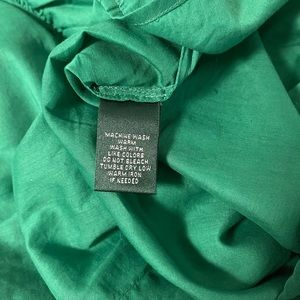 MACHINE WASH
WARM
WASH WITH
LIKE COLORS
DO NOT BLEACH
TUMBLE DRY LOW
WARM IRON
IF NEEDED